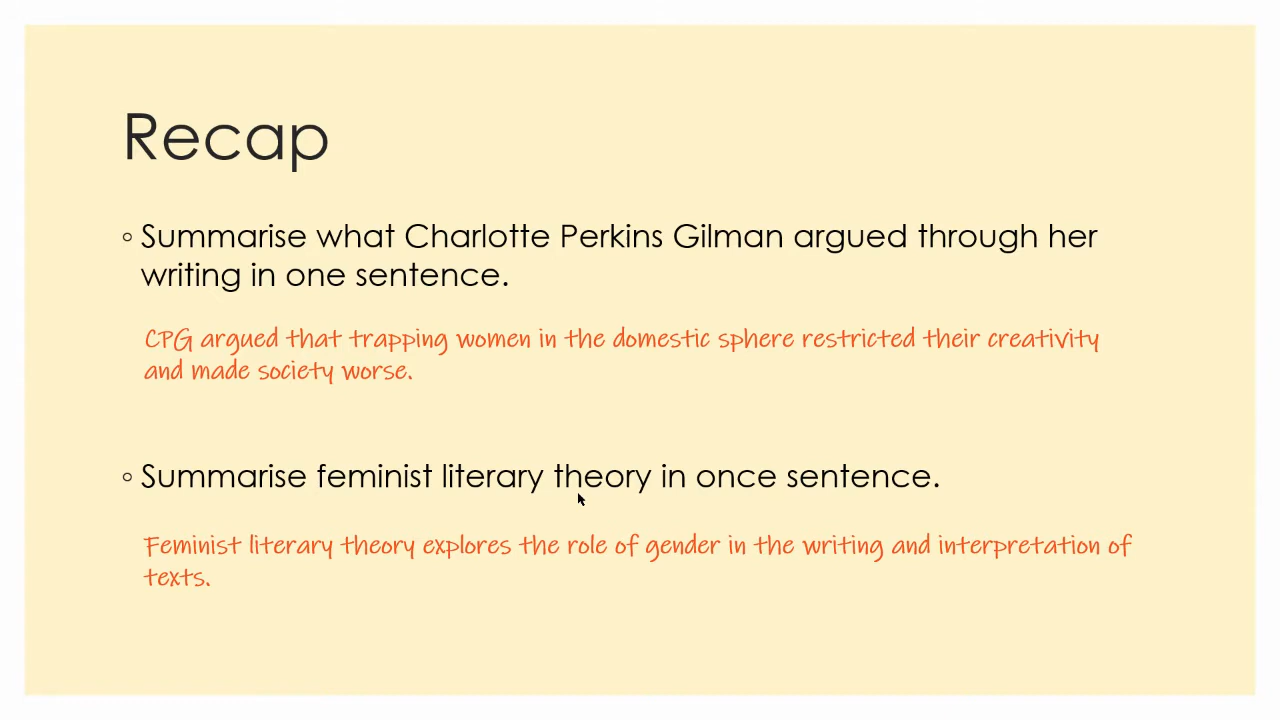 Recap
◦ Summarise what Charlotte Perkins Gilman argued through her
writing in one sentence.
CPG argued that trapping women in the domestic sphere restricted their creativity
and made society worse.
◦ Summarise feminist literary theory in once sentence.
Feminist literary theory explores the role of gender in the writing and interpretation of
texts.